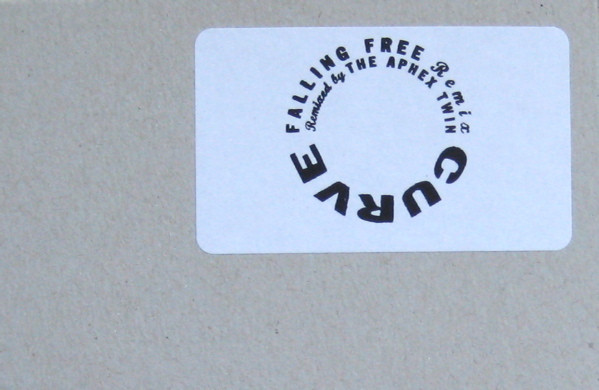 FALLING FREE Remix
Remixed by THE APHEX TWIN
CURVE